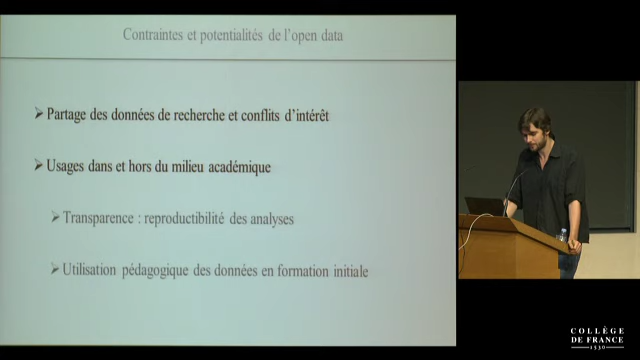 Contraintes et potentialités de l'open data
Partage des données de recherche et conflits d'intérêt
Usages dans et hors du milieu académique
Transparence : reproductibilité des analyses
Utilisation pédagogique des données en formation initiale
COLLÈGE
DE FRANCE
1530